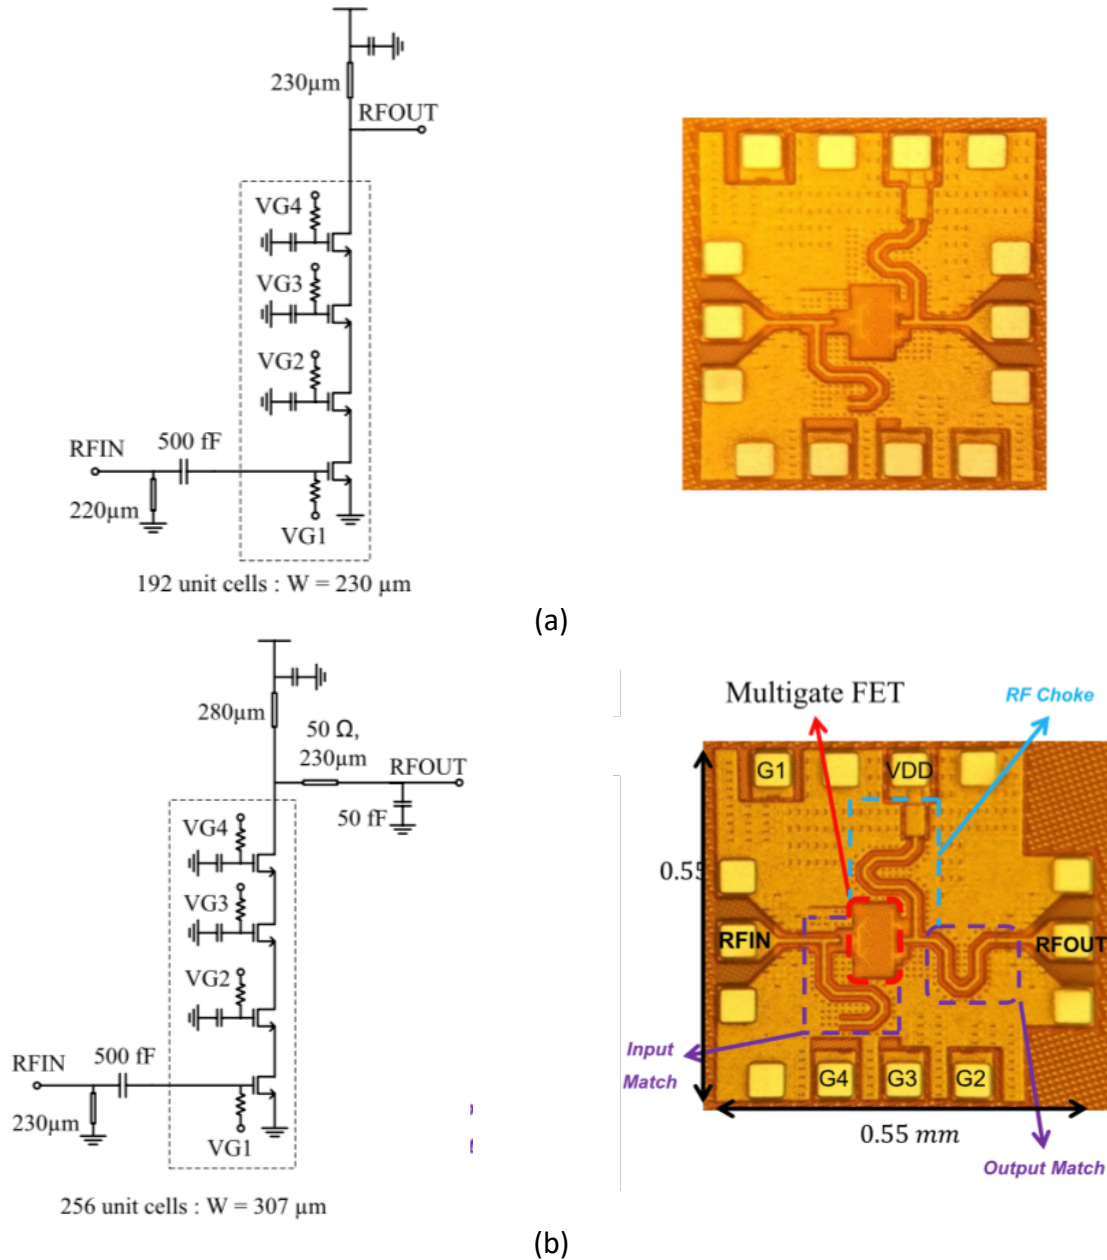 230µm
RFOUT
VG4
VG3
VG2
RFIN
500 fF
220µm
VG1
192 unit cells : W = 230 µm
(a)
280µm
50 Ω,
230µm
RFOUT
50 fF
VG4
VG3
VG2
RFIN
500 fF
230µm
VG1
256 unit cells : W = 307 µm
Multigate FET
RF Choke
G1
VDD
0.55
RFIN
RFOUT
Input
Match
G4
G3
G2
0.55 mm
Output Match
(b)